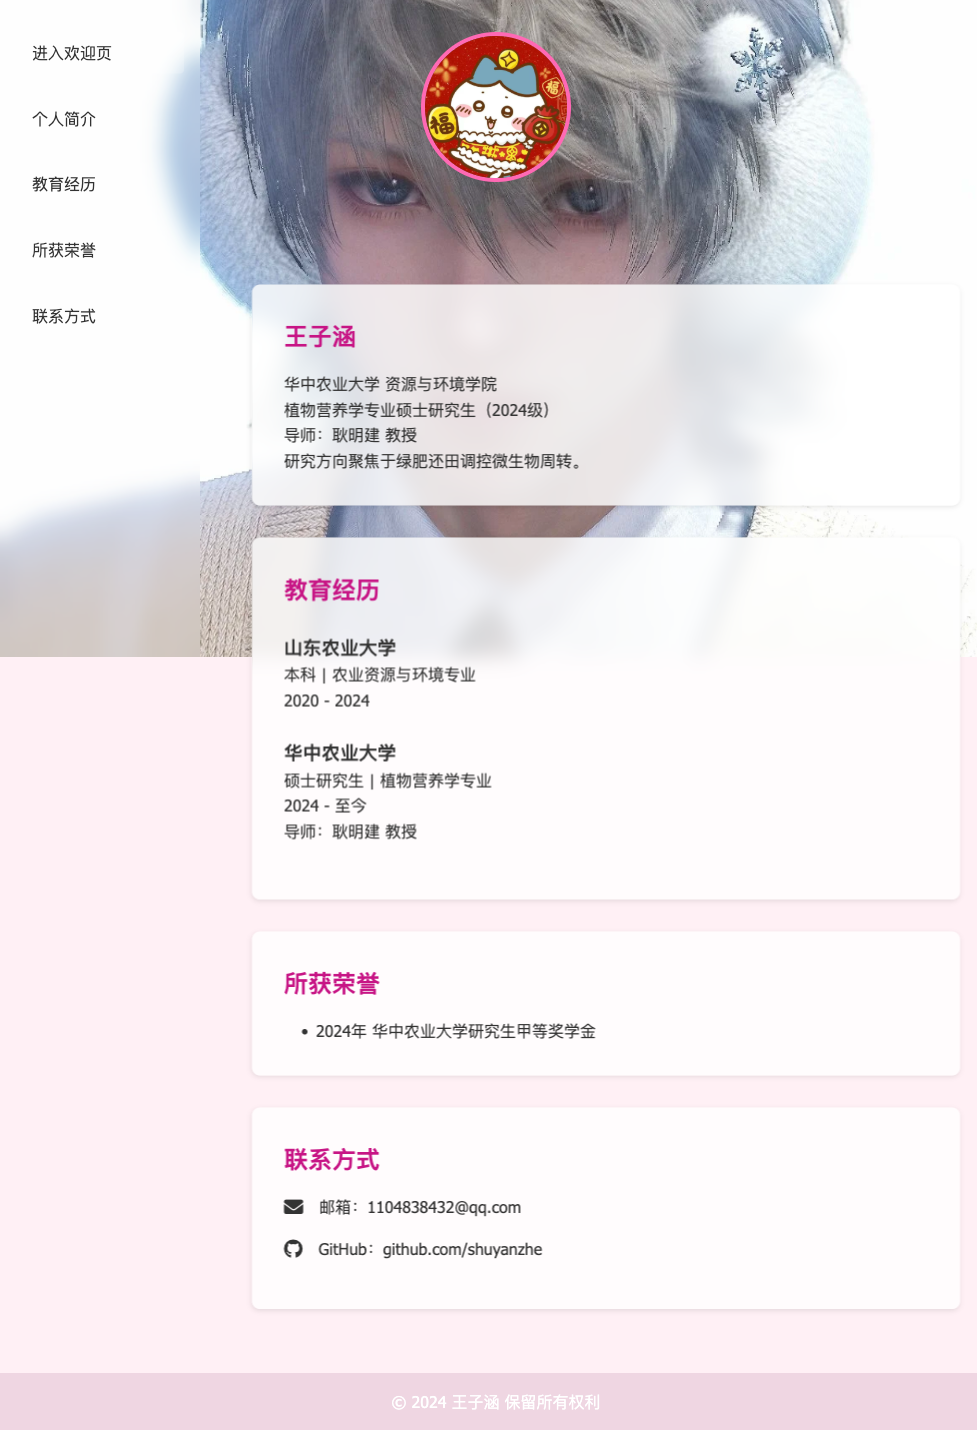 进入欢迎页
个人简介
教育经历
所获荣誉
联系方式
福
福
王子涵
华中农业大学 资源与环境学院
植物营养学专业硕士研究生（2024级）
导师：耿明建 教授
研究方向聚焦于绿肥还田调控微生物周转。
教育经历
山东农业大学
本科 | 农业资源与环境专业
2020 - 2024
华中农业大学
硕士研究生 | 植物营养学专业
2024 - 至今
导师：耿明建 教授
所获荣誉
• 2024年 华中农业大学研究生甲等奖学金
联系方式
邮箱：1104838432@qq.com
GitHub：github.com/shuyanzhe
© 2024 王子涵 保留所有权利